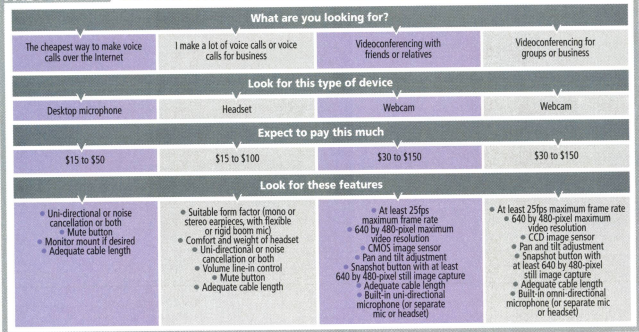 What are you looking for?
The cheapest way to make voice
calls over the Internet
I make a lot of voice calls or voice
calls for business
Videoconferencing with
friends or relatives
Videoconferencing for
groups or business
Look for this type of device
Desktop microphone
Headset
Webcam
Webcam
Expect to pay this much
$15 to $50
$15 to $100
$30 to $150
$30 to $150
Look for these features
• Uni-directional or noise
cancellation or both
• Mute button
• Monitor mount if desired
• Adequate cable length
• Suitable form factor (mono or
stereo earpieces, with flexible
or rigid boom mic)
• Comfort and weight of headset
• Uni-directional or noise
cancellation or both
• Volume line-in control
• Mute button
• Adequate cable length
• At least 25fps
maximum frame rate
• 640 by 480-pixel maximum
video resolution
• CMOS image sensor
• Pan and tilt adjustment
• Snapshot button with at least
640 by 480-pixel still image capture
• Adequate cable length
• Built-in uni-directional
microphone (or separate
mic or headset)
• At least 25fps maximum frame rate
• 640 by 480-pixel maximum
video resolution
• CCD image sensor
• Pan and tilt adjustment
• Snapshot button with
at least 640 by 480-pixel
still image capture
• Adequate cable length
• Built-in omni-directional
microphone (or separate mic
or headset)